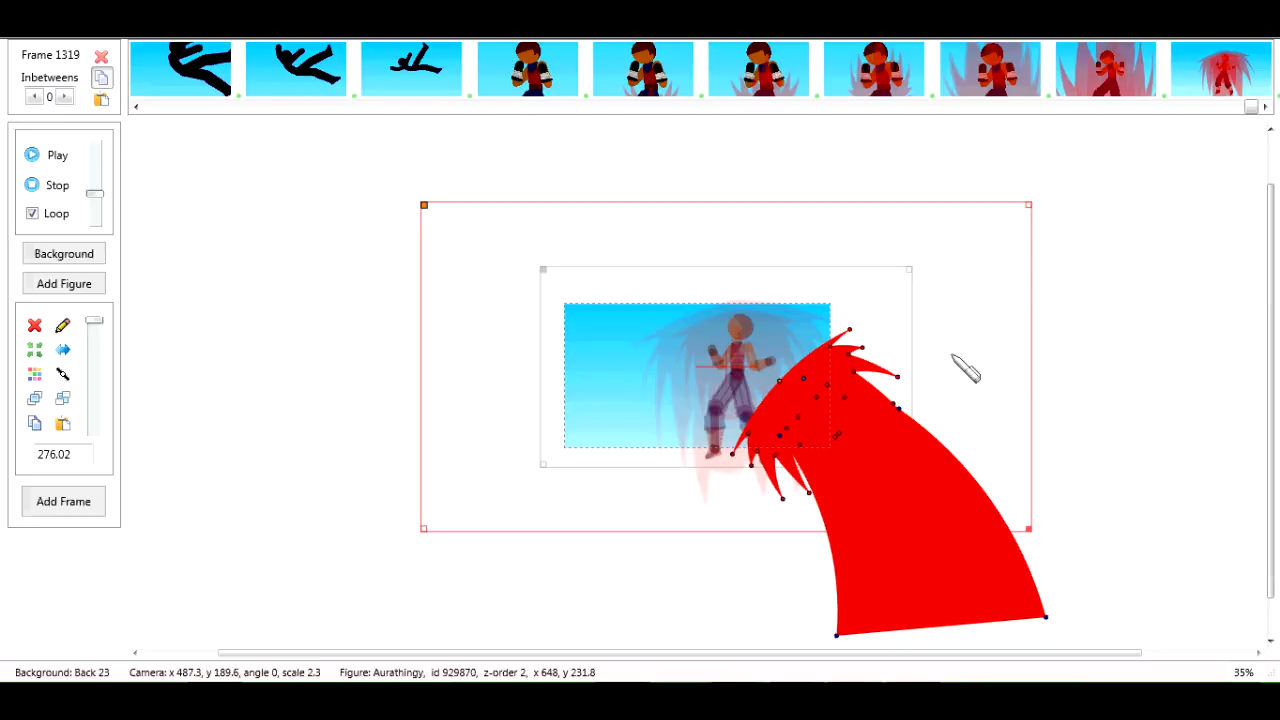 Frame 1319
Inbetweens
0
Play
Stop
Loop
Background
Add Figure
276.02
Add Frame
Background: Back 23 Camera: x 487.3, y 189.6, angle 0, scale 2.3 Figure: Aurathingy, id 929870, z-order 2, x 648, y 231.8 35%